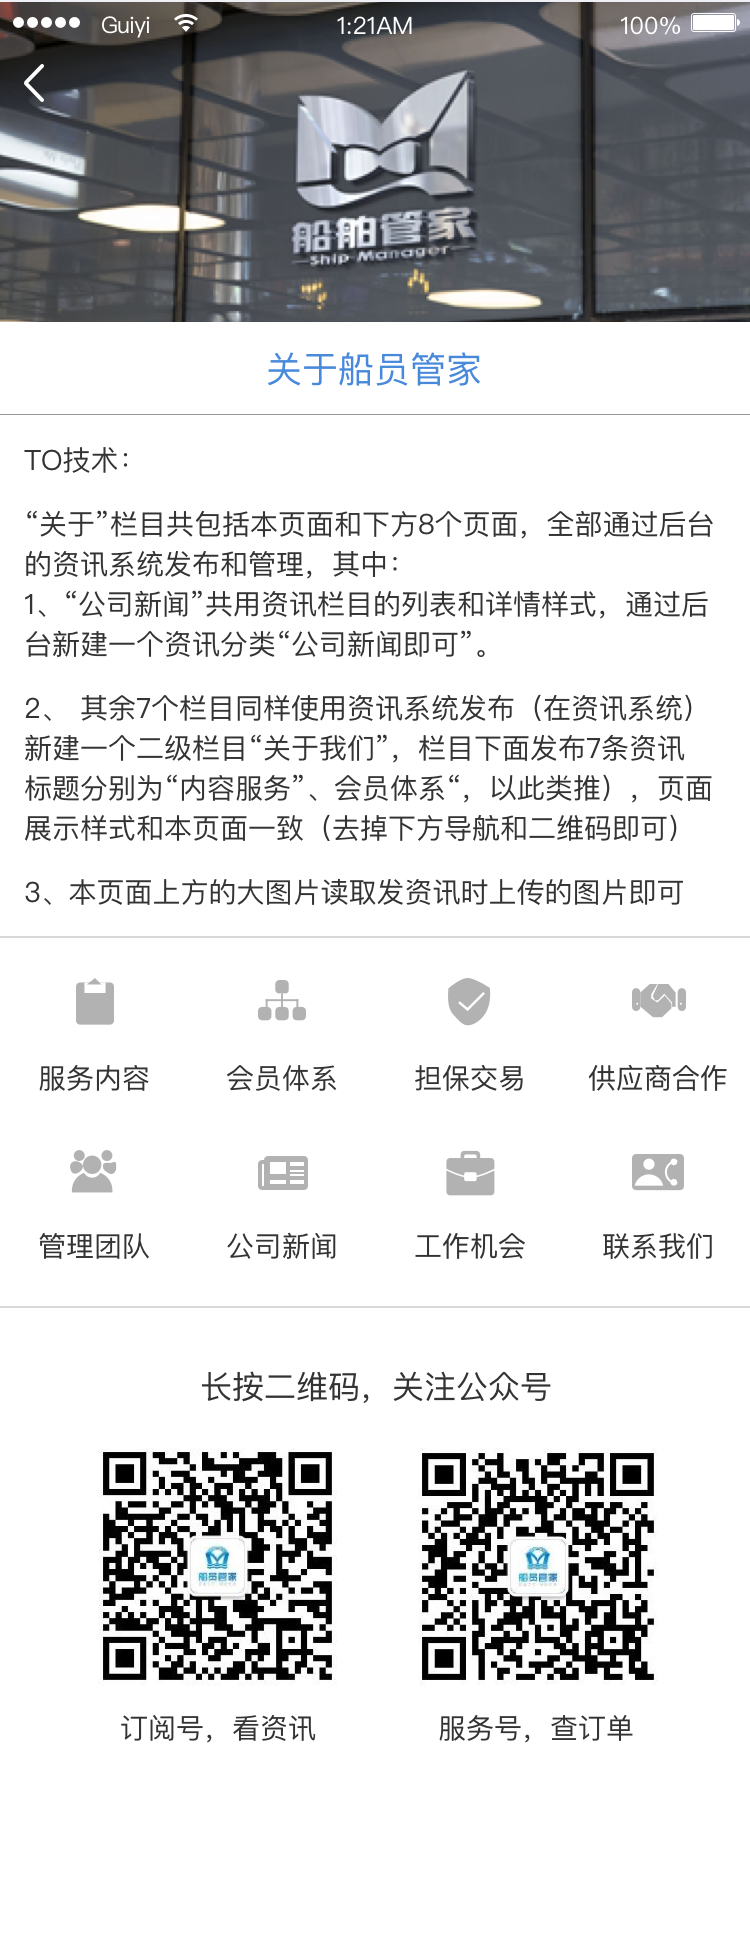 Guiyi 1:21AM 100%
船舶管家
Ship Manager
关于船员管家
TO技术：
“关于”栏目共包括本页面和下方8个页面，全部通过后台
的资讯系统发布和管理，其中：
1、“公司新闻”共用资讯栏目的列表和详情样式，通过后
台新建一个资讯分类“公司新闻即可”。
2、 其余7个栏目同样使用资讯系统发布（在资讯系统）
新建一个二级栏目“关于我们”，栏目下面发布7条资讯
标题分别为“内容服务”、会员体系“，以此类推），页面
展示样式和本页面一致（去掉下方导航和二维码即可）
3、本页面上方的大图片读取发资讯时上传的图片即可
服务内容 会员体系 担保交易 供应商合作
管理团队 公司新闻 工作机会 联系我们
长按二维码，关注公众号
船员管家 船员管家
订阅号，看资讯 服务号，查订单